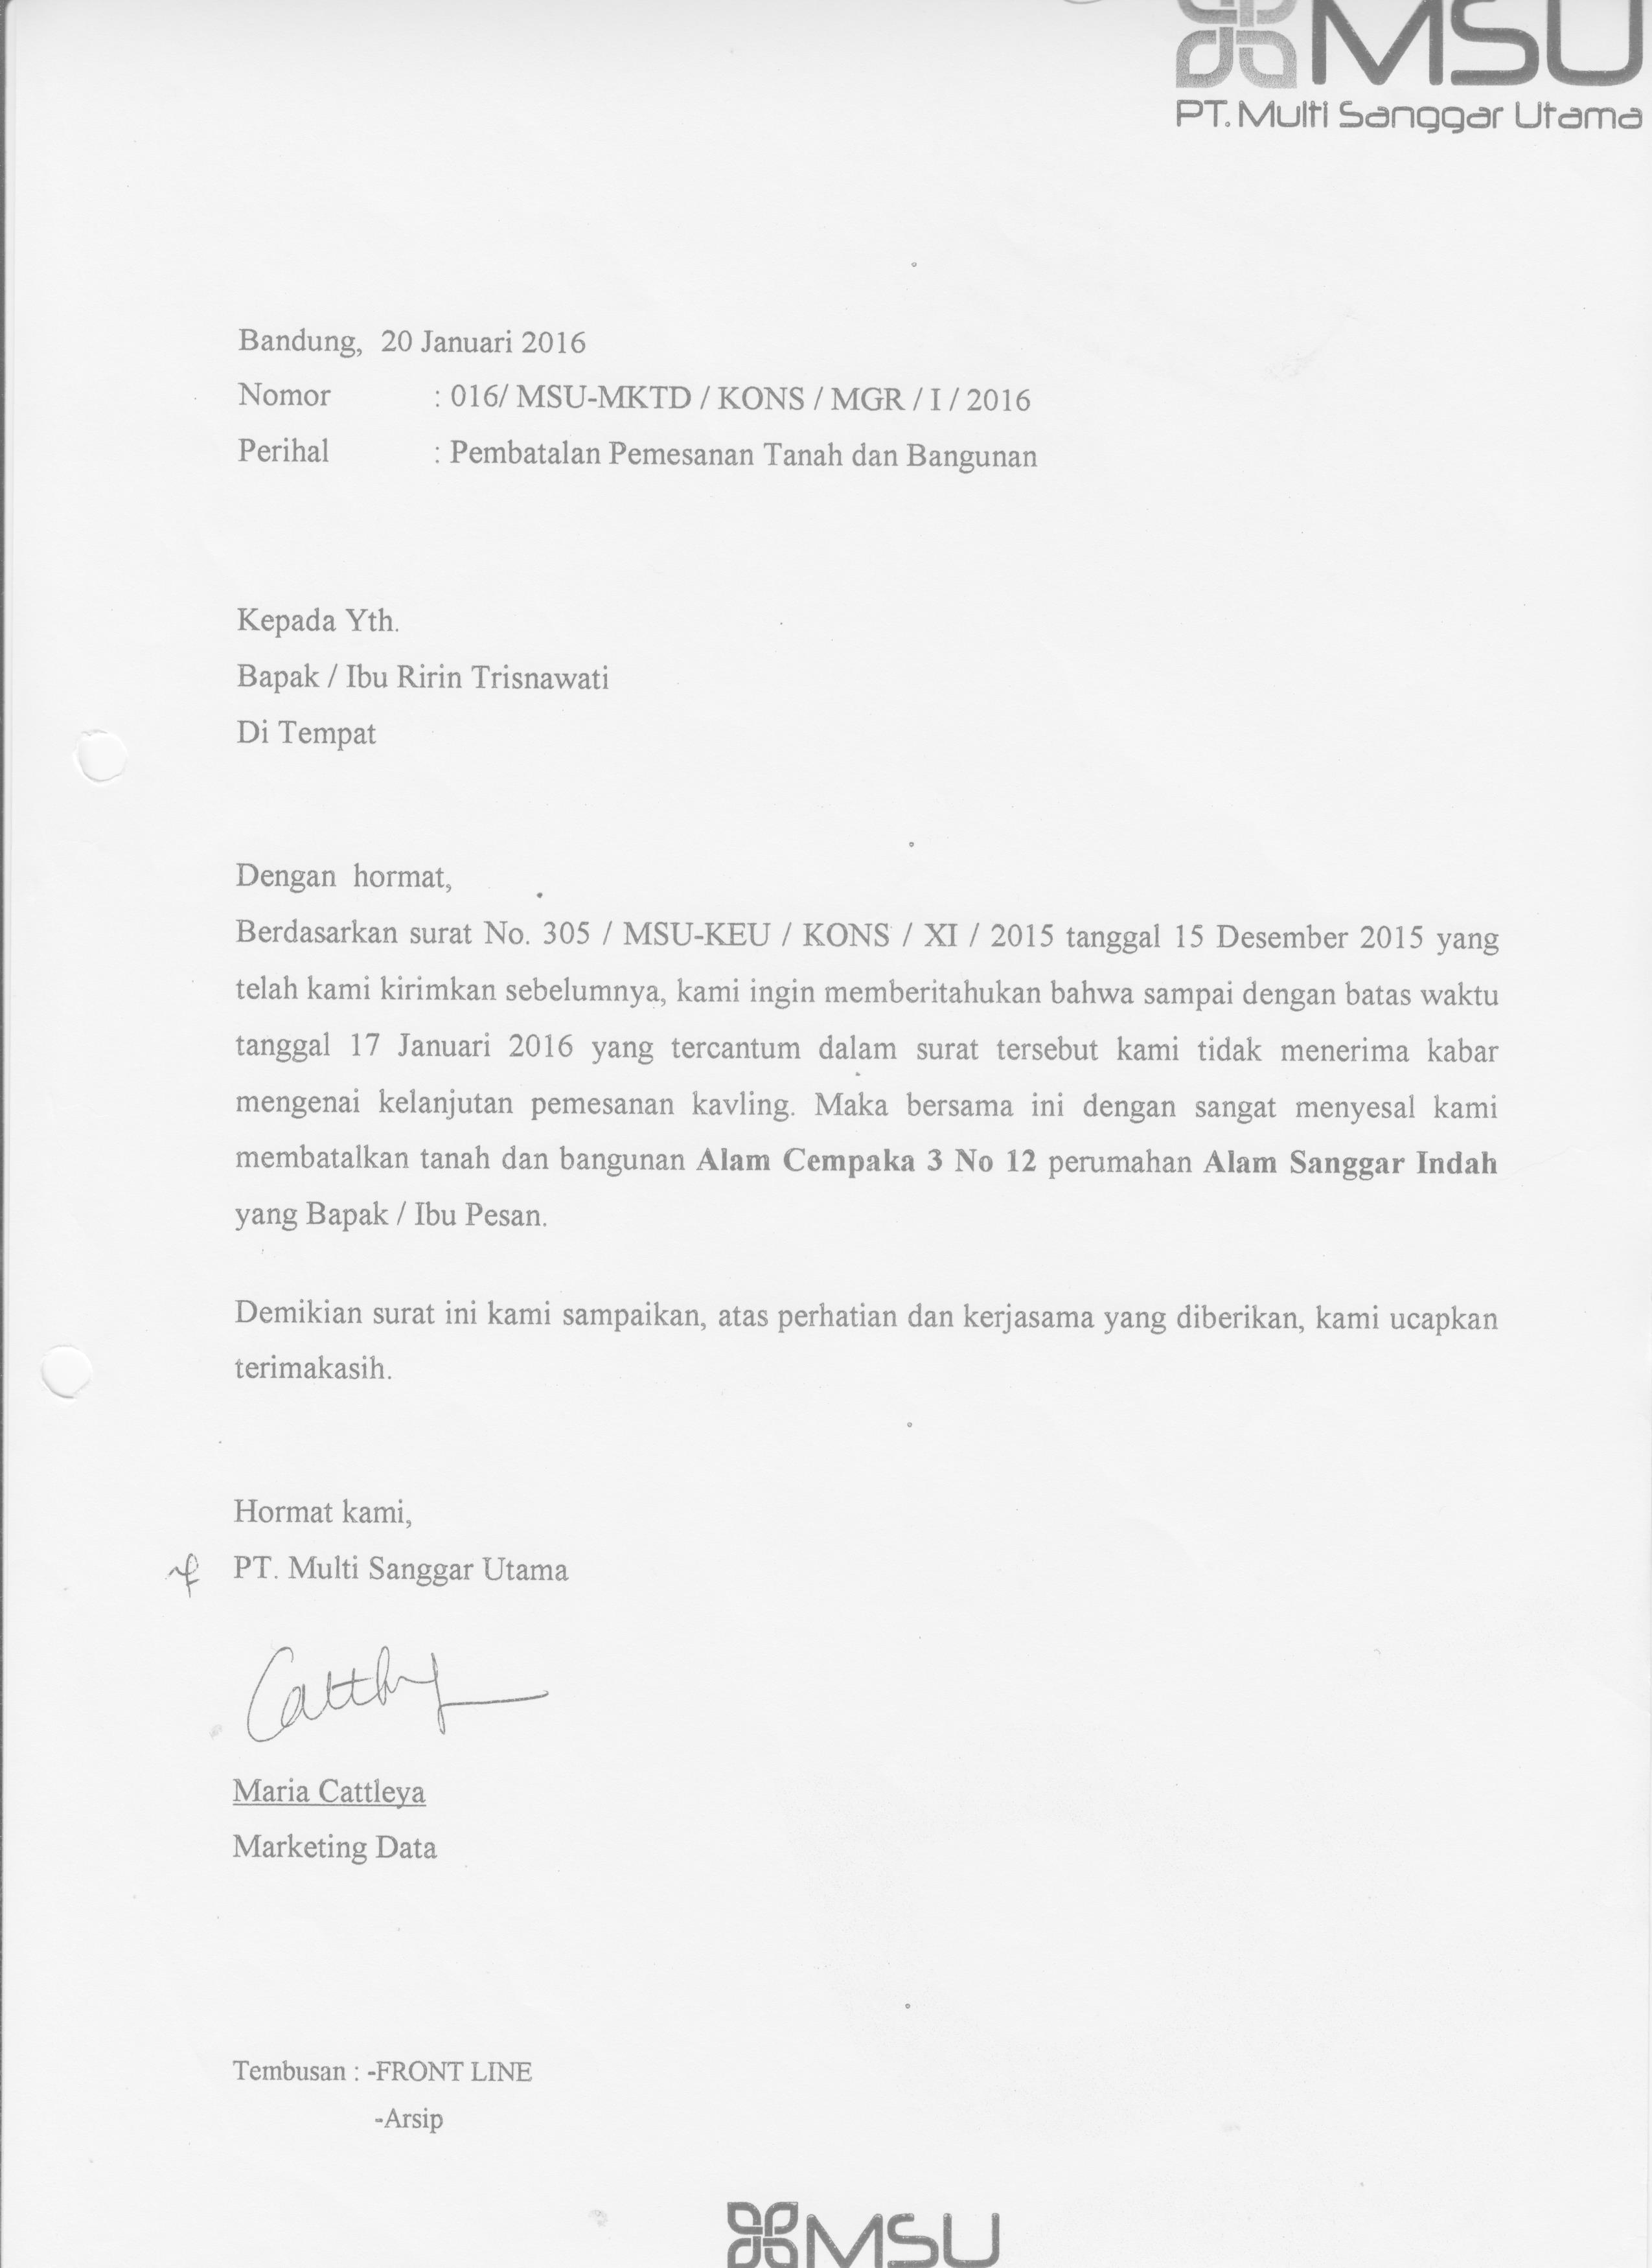 MSU
PT. Multi Sanggar Utama
Bandung,  20 Januari 2016
Nomor : 016/ MSU-MKTD / KONS / MGR / I / 2016
Perihal : Pembatalan Pemesanan Tanah dan Bangunan
Kepada Yth.
Bapak / Ibu Ririn Trisnawati
Di Tempat
Dengan  hormat,
Berdasarkan surat No. 305 / MSU-KEU / KONS / XI / 2015 tanggal 15 Desember 2015 yang
telah kami kirimkan sebelumnya, kami ingin memberitahukan bahwa sampai dengan batas waktu
tanggal 17 Januari 2016 yang tercantum dalam surat tersebut kami tidak menerima kabar
mengenai kelanjutan pemesanan kavling. Maka bersama ini dengan sangat menyesal kami
membatalkan tanah dan bangunan Alam Cempaka 3 No 12 perumahan Alam Sanggar Indah
yang Bapak / Ibu Pesan.
Demikian surat ini kami sampaikan, atas perhatian dan kerjasama yang diberikan, kami ucapkan
terimakasih.
Hormat kami,
PT. Multi Sanggar Utama
Maria Cattleya
Marketing Data
Tembusan : -FRONT LINE
-Arsip
MSU